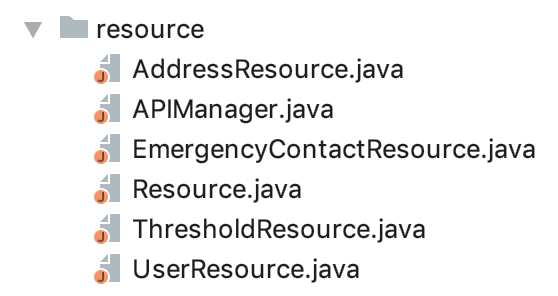 resource
AddressResource.java
APIManager.java
EmergencyContactResource.java
Resource.java
ThresholdResource.java
UserResource.java